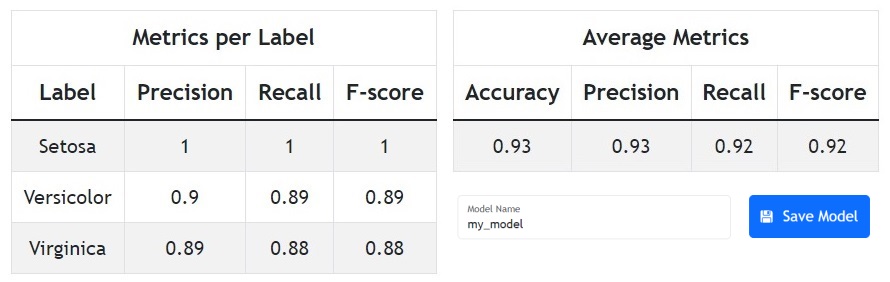 Metrics per Label
Label Precision Recall F-score
Setosa 1 1 1
Versicolor 0.9 0.89 0.89
Virginica 0.89 0.88 0.88
Average Metrics
Accuracy Precision Recall F-score
0.93 0.93 0.92 0.92
Model Name
my_model
Save Model